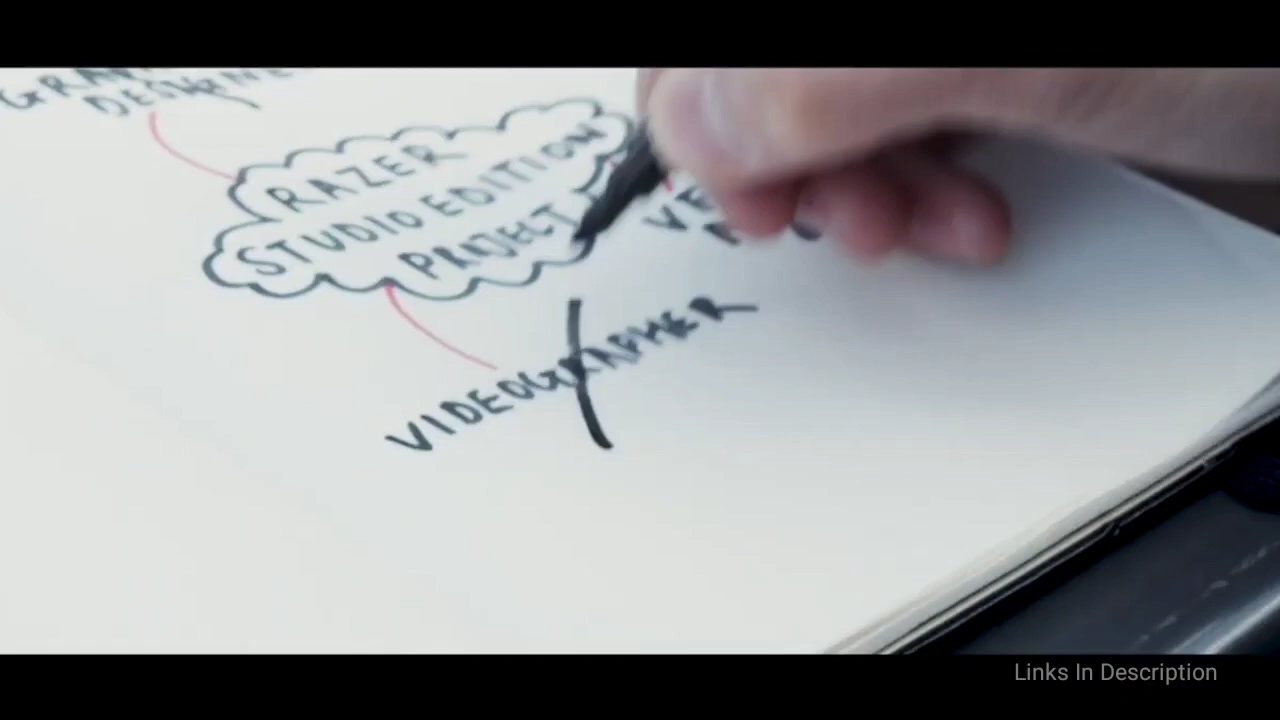 RAZER
STUDIO EDITION
PROJECT
VIDEOGRAPHER
Links In Description